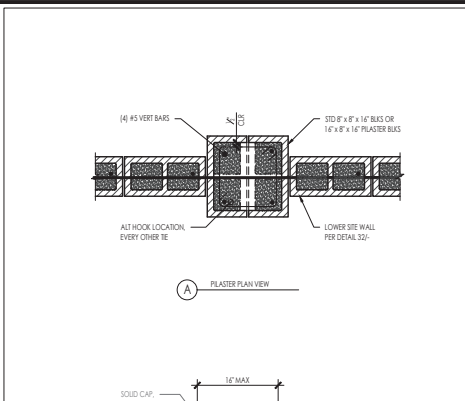 (4) #5 VERT BARS
CLR
STD 8" x 8" x 16" BLKS OR
16" x 8" x 16" PILASTER BLKS
ALT HOOK LOCATION,
EVERY OTHER TIE
LOWER SITE WALL
PER DETAIL 32/-
A
PILASTER PLAN VIEW
16" MAX
SOLID CAP,